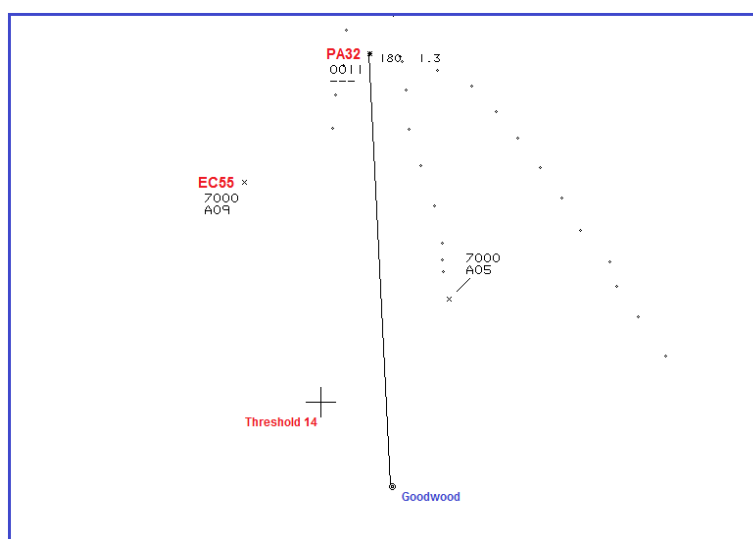 PA32
180 1.3
0011
---
EC55
7000
A09
7000
A05
Threshold 14
Goodwood